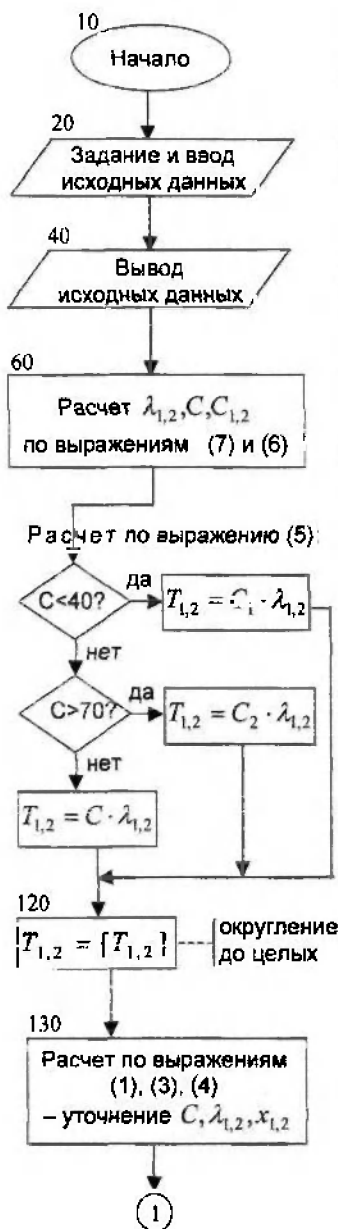 10
Начало
20
Задание и ввод
исходных данных
40
Вывод
исходных данных
60
Расчет λ1,2,C,C1,2
по выражениям (7) и (6)
Расчет по выражению (5)
C<40?
да
T1,2 = C1 · λ1,2
нет
C>70?
да
T1,2 = C2 · λ1,2
нет
T1,2 = C · λ1,2
120
T1,2 = {T1,2}
округление
до целых
130
Расчет по выражениям
(1), (3), (4)
– уточнение C, λ1,2, x1,2
1